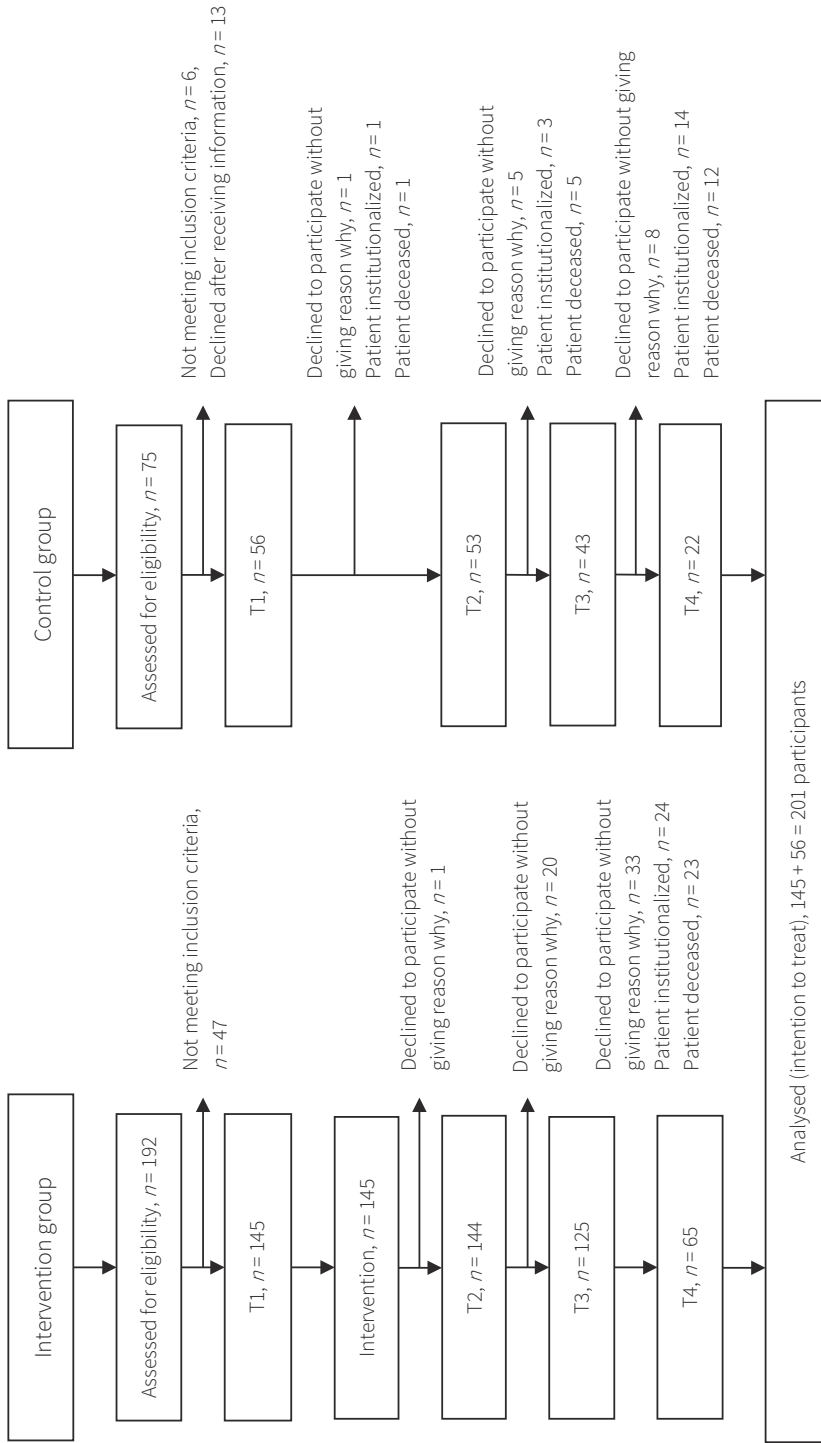 Intervention group
Assessed for eligibility, n = 192
Not meeting inclusion criteria,
n = 47
T1, n = 145
Intervention, n = 145
Declined to participate without
giving reason why, n = 1
T2, n = 144
Declined to participate without
giving reason why, n = 20
T3, n = 125
Declined to participate without
giving reason why, n = 33
Patient institutionalized, n = 24
Patient deceased, n = 23
T4, n = 65
Control group
Assessed for eligibility, n = 75
Not meeting inclusion criteria, n = 6,
Declined after receiving information, n = 13
T1, n = 56
Declined to participate without
giving reason why, n = 1
Patient institutionalized, n = 1
Patient deceased, n = 1
T2, n = 53
Declined to participate without
giving reason why, n = 5
Patient institutionalized, n = 3
Patient deceased, n = 5
T3, n = 43
Declined to participate without giving
reason why, n = 8
Patient institutionalized, n = 14
Patient deceased, n = 12
T4, n = 22
Analysed (intention to treat), 145 + 56 = 201 participants